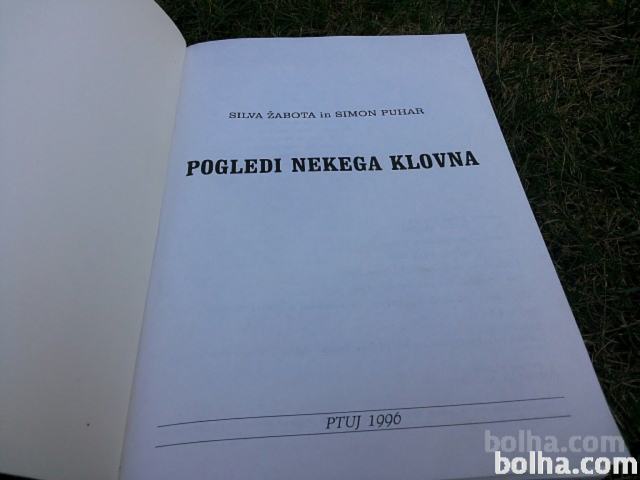 SILVA ŽABOTA in SIMON PUHAR
POGLEDI NEKEGA KLOVNA
PTUJ 1996
bolha.com
bolha.com